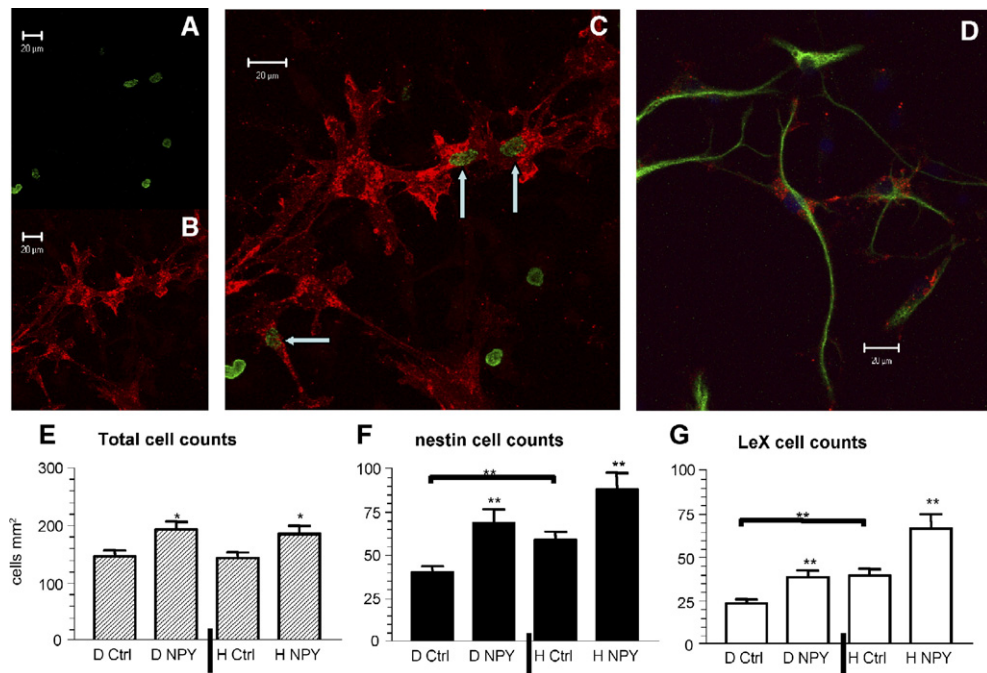 A
20 µm
B
20 µm
C
20 µm
D
20 µm
E Total cell counts
cells mm²
300
200
100
0
* *
D Ctrl D NPY H Ctrl H NPY
F nestin cell counts
100
75
50
25
0
** ** **
D Ctrl D NPY H Ctrl H NPY
G LeX cell counts
100
75
50
25
0
** ** **
D Ctrl D NPY H Ctrl H NPY